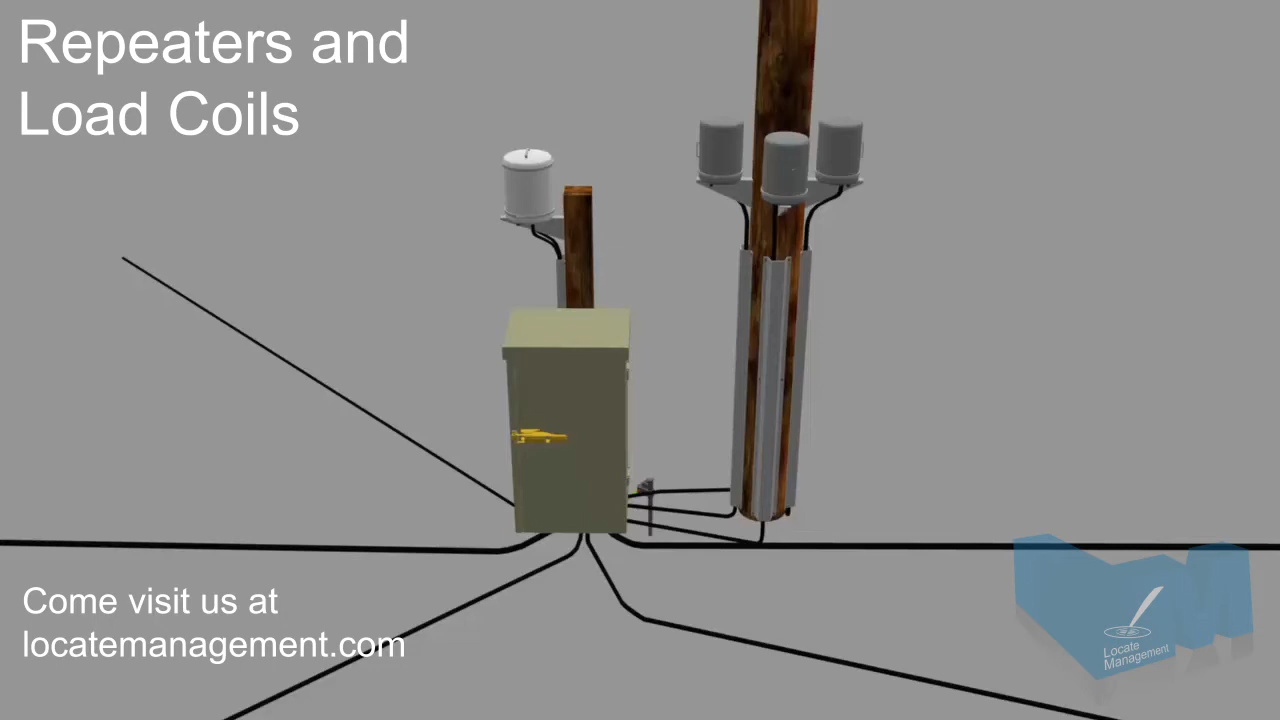 Repeaters and
Load Coils
Come visit us at
locatemanagement.com
Locate
Management